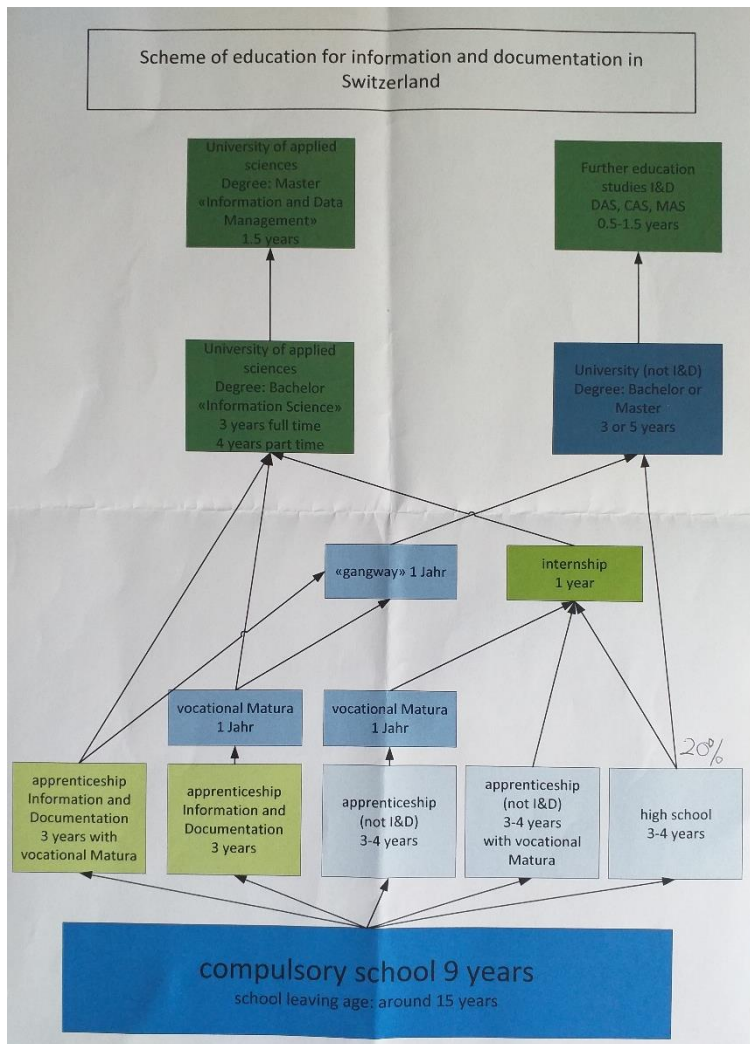 Scheme of education for information and documentation in
Switzerland
University of applied
sciences
Degree: Master
«Information and Data
Management»
1.5 years
Further education
studies I&D
DAS, CAS, MAS
0.5-1.5 years
University of applied
sciences
Degree: Bachelor
«Information Science»
3 years full time
4 years part time
University (not I&D)
Degree: Bachelor or
Master
3 or 5 years
«gangway» 1 Jahr
internship
1 year
vocational Matura
1 Jahr
vocational Matura
1 Jahr
20%
apprenticeship
Information and
Documentation
3 years with
vocational Matura
apprenticeship
Information and
Documentation
3 years
apprenticeship
(not I&D)
3-4 years
apprenticeship
(not I&D)
3-4 years
with vocational
Matura
high school
3-4 years
compulsory school 9 years
school leaving age: around 15 years